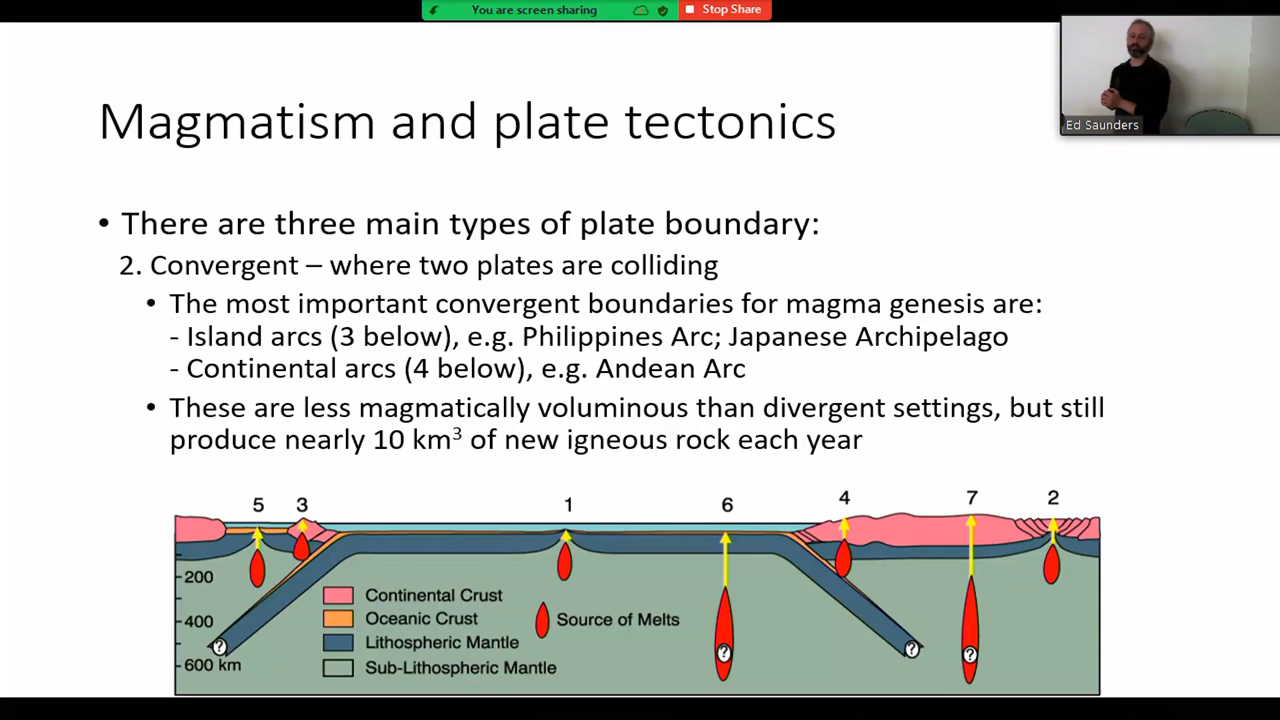 You are screen sharing
Stop Share
Ed Saunders
Magmatism and plate tectonics
• There are three main types of plate boundary:
2. Convergent – where two plates are colliding
• The most important convergent boundaries for magma genesis are:
- Island arcs (3 below), e.g. Philippines Arc; Japanese Archipelago
- Continental arcs (4 below), e.g. Andean Arc
• These are less magmatically voluminous than divergent settings, but still
produce nearly 10 km³ of new igneous rock each year
5 3 1 6 4 7 2
200
400
600 km
Continental Crust
Oceanic Crust
Lithospheric Mantle
Sub-Lithospheric Mantle
Source of Melts
?
?
?
?